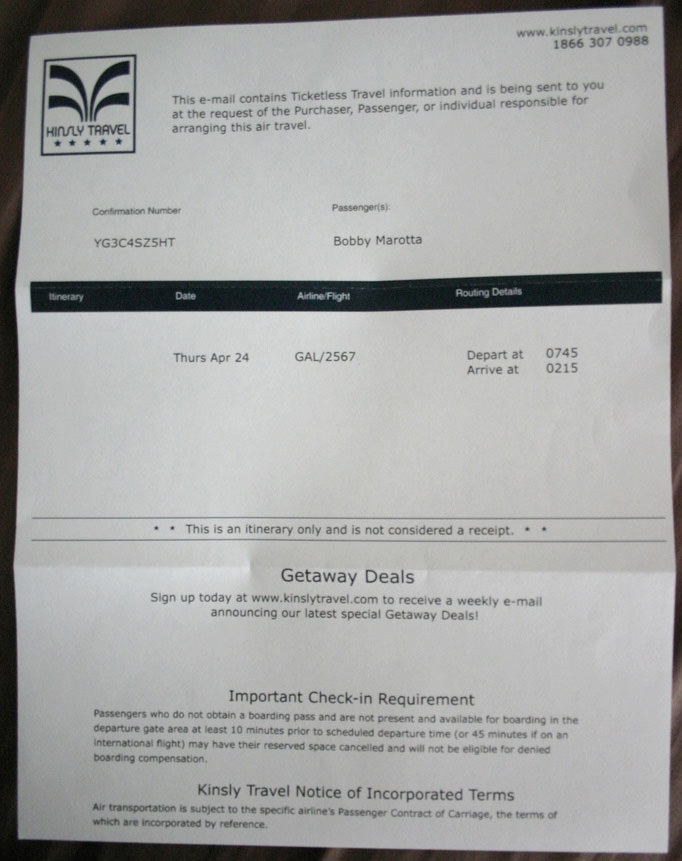 www.kinslytravel.com
1866 307 0988
KINSLY TRAVEL
★ ★ ★ ★ ★
This e-mail contains Ticketless Travel information and is being sent to you
at the request of the Purchaser, Passenger, or individual responsible for
arranging this air travel.
Confirmation Number Passenger(s):
YG3C4SZ5HT Bobby Marotta
Itinerary Date Airline/Flight Routing Details
Thurs Apr 24 GAL/2567 Depart at 0745
Arrive at 0215
* * This is an itinerary only and is not considered a receipt. * *
Getaway Deals
Sign up today at www.kinslytravel.com to receive a weekly e-mail
announcing our latest special Getaway Deals!
Important Check-in Requirement
Passengers who do not obtain a boarding pass and are not present and available for boarding in the
departure gate area at least 10 minutes prior to scheduled departure time (or 45 minutes if on an
international flight) may have their reserved space cancelled and will not be eligible for denied
boarding compensation.
Kinsly Travel Notice of Incorporated Terms
Air transportation is subject to the specific airline's Passenger Contract of Carriage, the terms of
which are incorporated by reference.